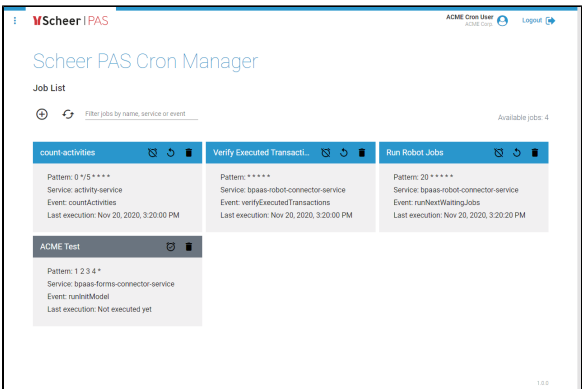 Scheer PAS
ACME Cron User
ACME Corp.
Logout
Scheer PAS Cron Manager
Job List
Filter jobs by name, service or event
Available jobs: 4
count-activities
Pattern: 0 */5 * * * *
Service: activity-service
Event: countActivities
Last execution: Nov 20, 2020, 3:20:00 PM
Verify Executed Transacti...
Pattern: * * * * *
Service: bpaas-robot-connector-service
Event: verifyExecutedTransactions
Last execution: Nov 20, 2020, 3:20:00 PM
Run Robot Jobs
Pattern: 20 * * * * *
Service: bpaas-robot-connector-service
Event: runNextWaitingJobs
Last execution: Nov 20, 2020, 3:20:20 PM
ACME Test
Pattern: 1 2 3 4 *
Service: bpaas-forms-connector-service
Event: runInitModel
Last execution: Not executed yet
1.0.0